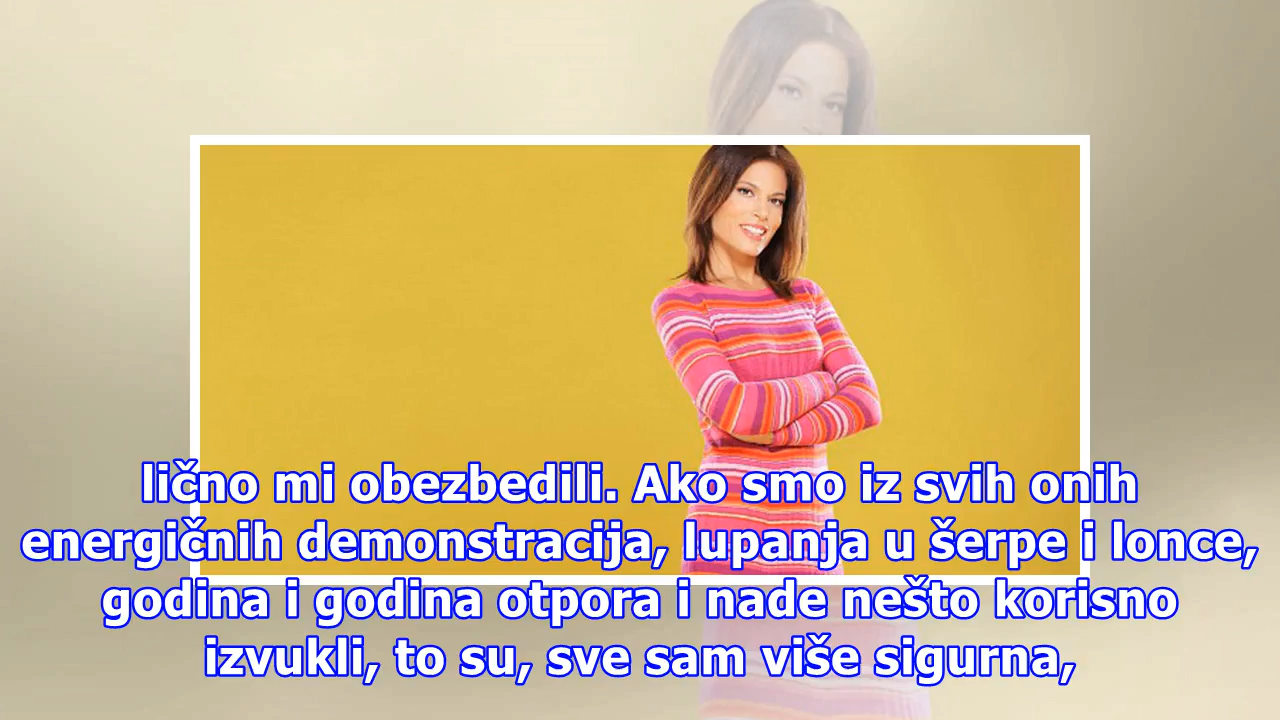 lično mi obezbedili. Ako smo iz svih onih
energičnih demonstracija, lupanja u šerpe i lonce,
godina i godina otpora i nade nešto korisno
izvukli, to su, sve sam više sigurna,